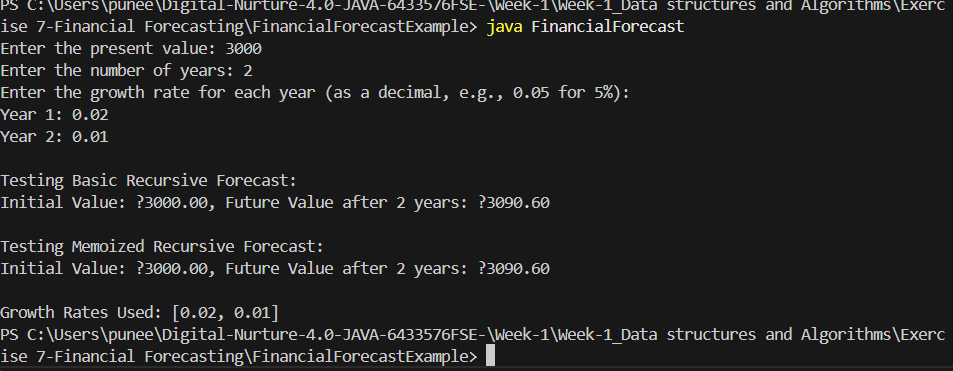 PS C:\Users\punee\Digital-Nurture-4.0-JAVA-6433576FSE-\Week-1\Week-1_Data structures and Algorithms\Exerc
ise 7-Financial Forecasting\FinancialForecastExample> java FinancialForecast
Enter the present value: 3000
Enter the number of years: 2
Enter the growth rate for each year (as a decimal, e.g., 0.05 for 5%):
Year 1: 0.02
Year 2: 0.01
Testing Basic Recursive Forecast:
Initial Value: ?3000.00, Future Value after 2 years: ?3090.60
Testing Memoized Recursive Forecast:
Initial Value: ?3000.00, Future Value after 2 years: ?3090.60
Growth Rates Used: [0.02, 0.01]
PS C:\Users\punee\Digital-Nurture-4.0-JAVA-6433576FSE-\Week-1\Week-1_Data structures and Algorithms\Exerc
ise 7-Financial Forecasting\FinancialForecastExample>